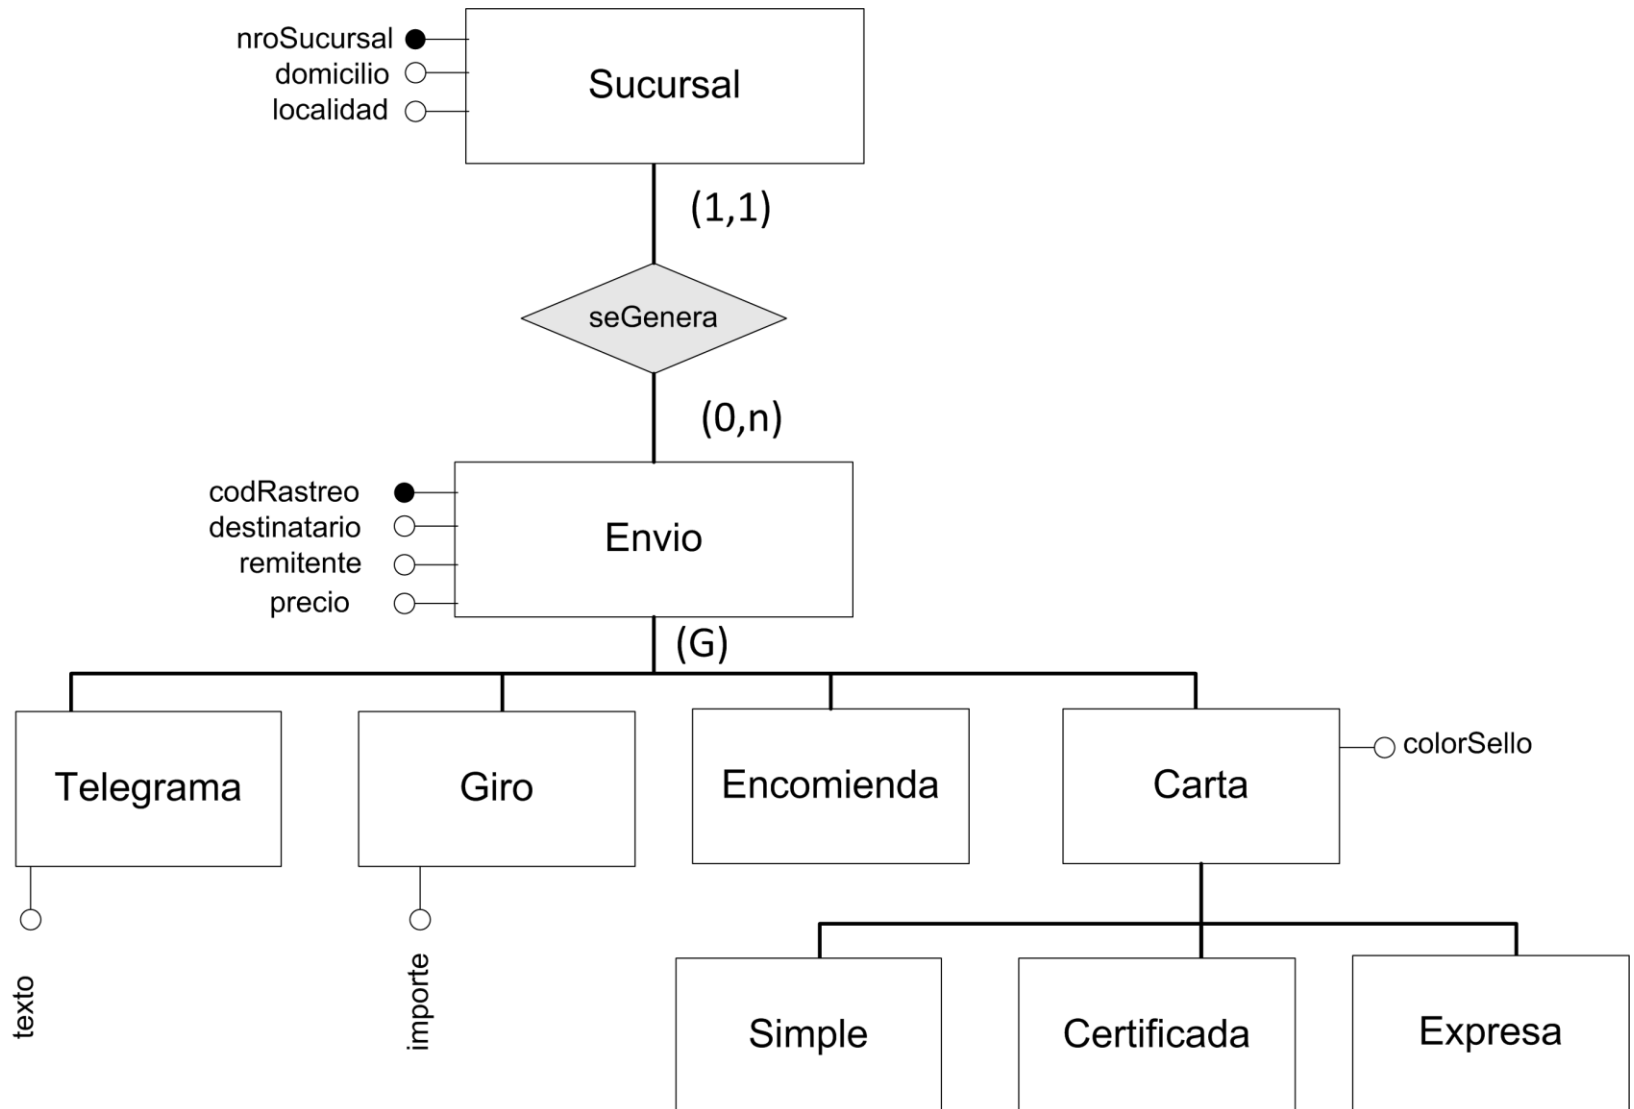 nroSucursal
domicilio
localidad
Sucursal
(1,1)
seGenera
(0,n)
codRastreo
destinatario
remitente
precio
Envio
(G)
Telegrama
Giro
Encomienda
Carta
colorSello
texto
importe
Simple
Certificada
Expresa